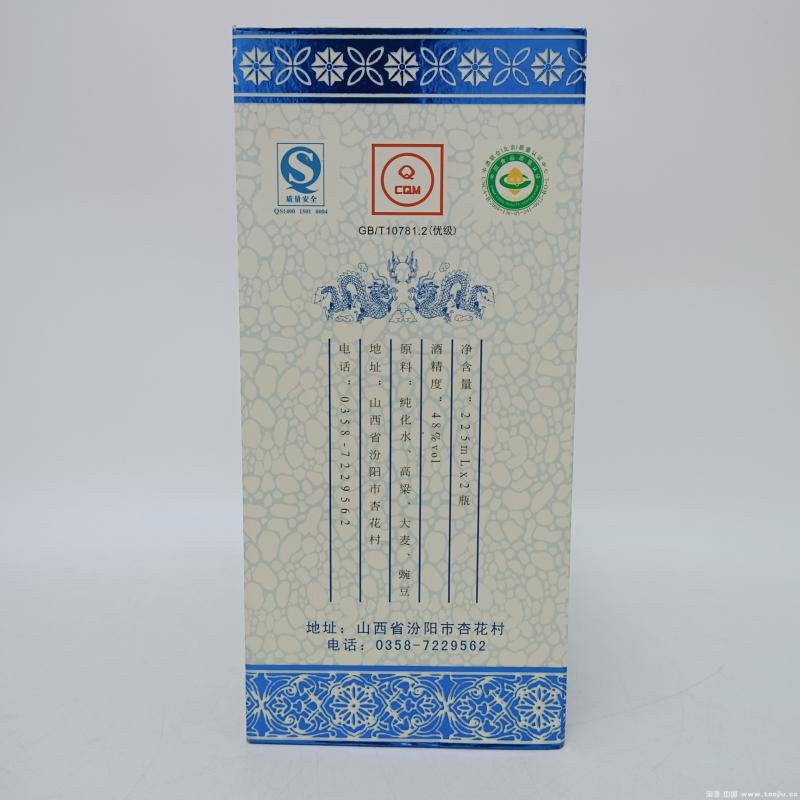 质量安全
QS1400 1501 0004
Q
CQM
GB/T10781.2(优级)
净含量：225mLx2瓶
酒精度：48%vol
原料：纯化水、高粱、大麦、豌豆
地址：山西省汾阳市杏花村
电话：0358-7229562
地址：山西省汾阳市杏花村
电话：0358-7229562
www.taojiu.cc